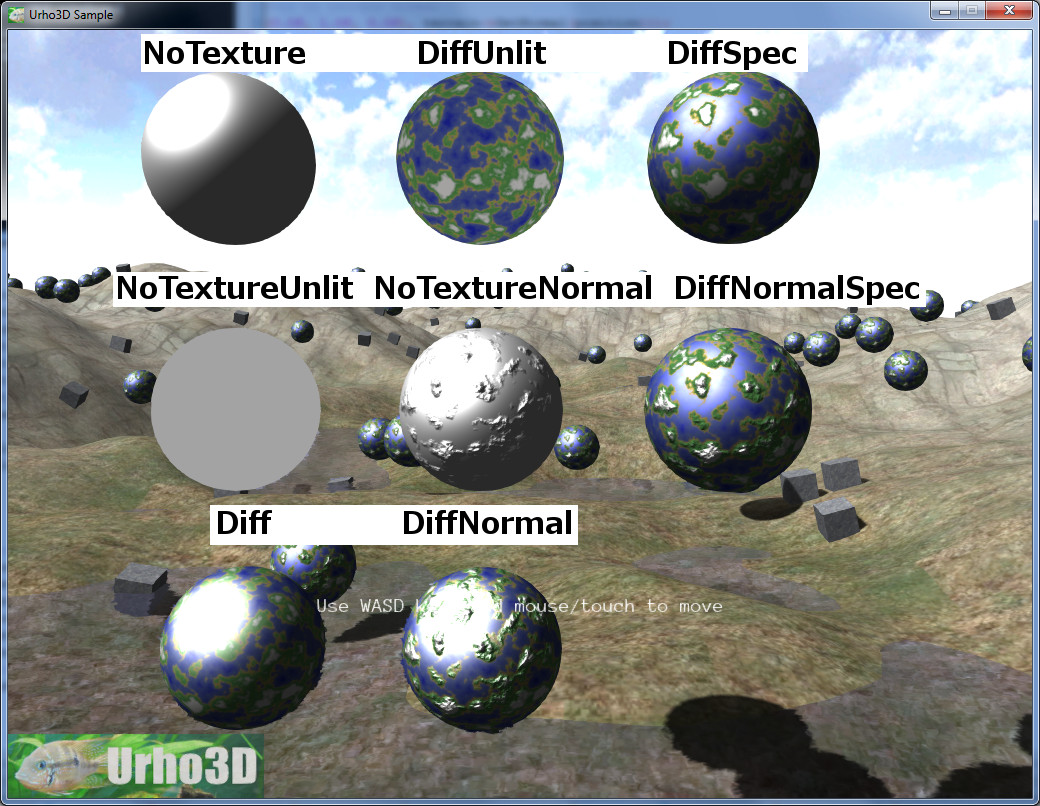 Urho3D Sample
NoTexture DiffUnlit DiffSpec
NoTextureUnlit NoTextureNormal DiffNormalSpec
Diff DiffNormal
Use WASD mouse/touch to move
Urho3D